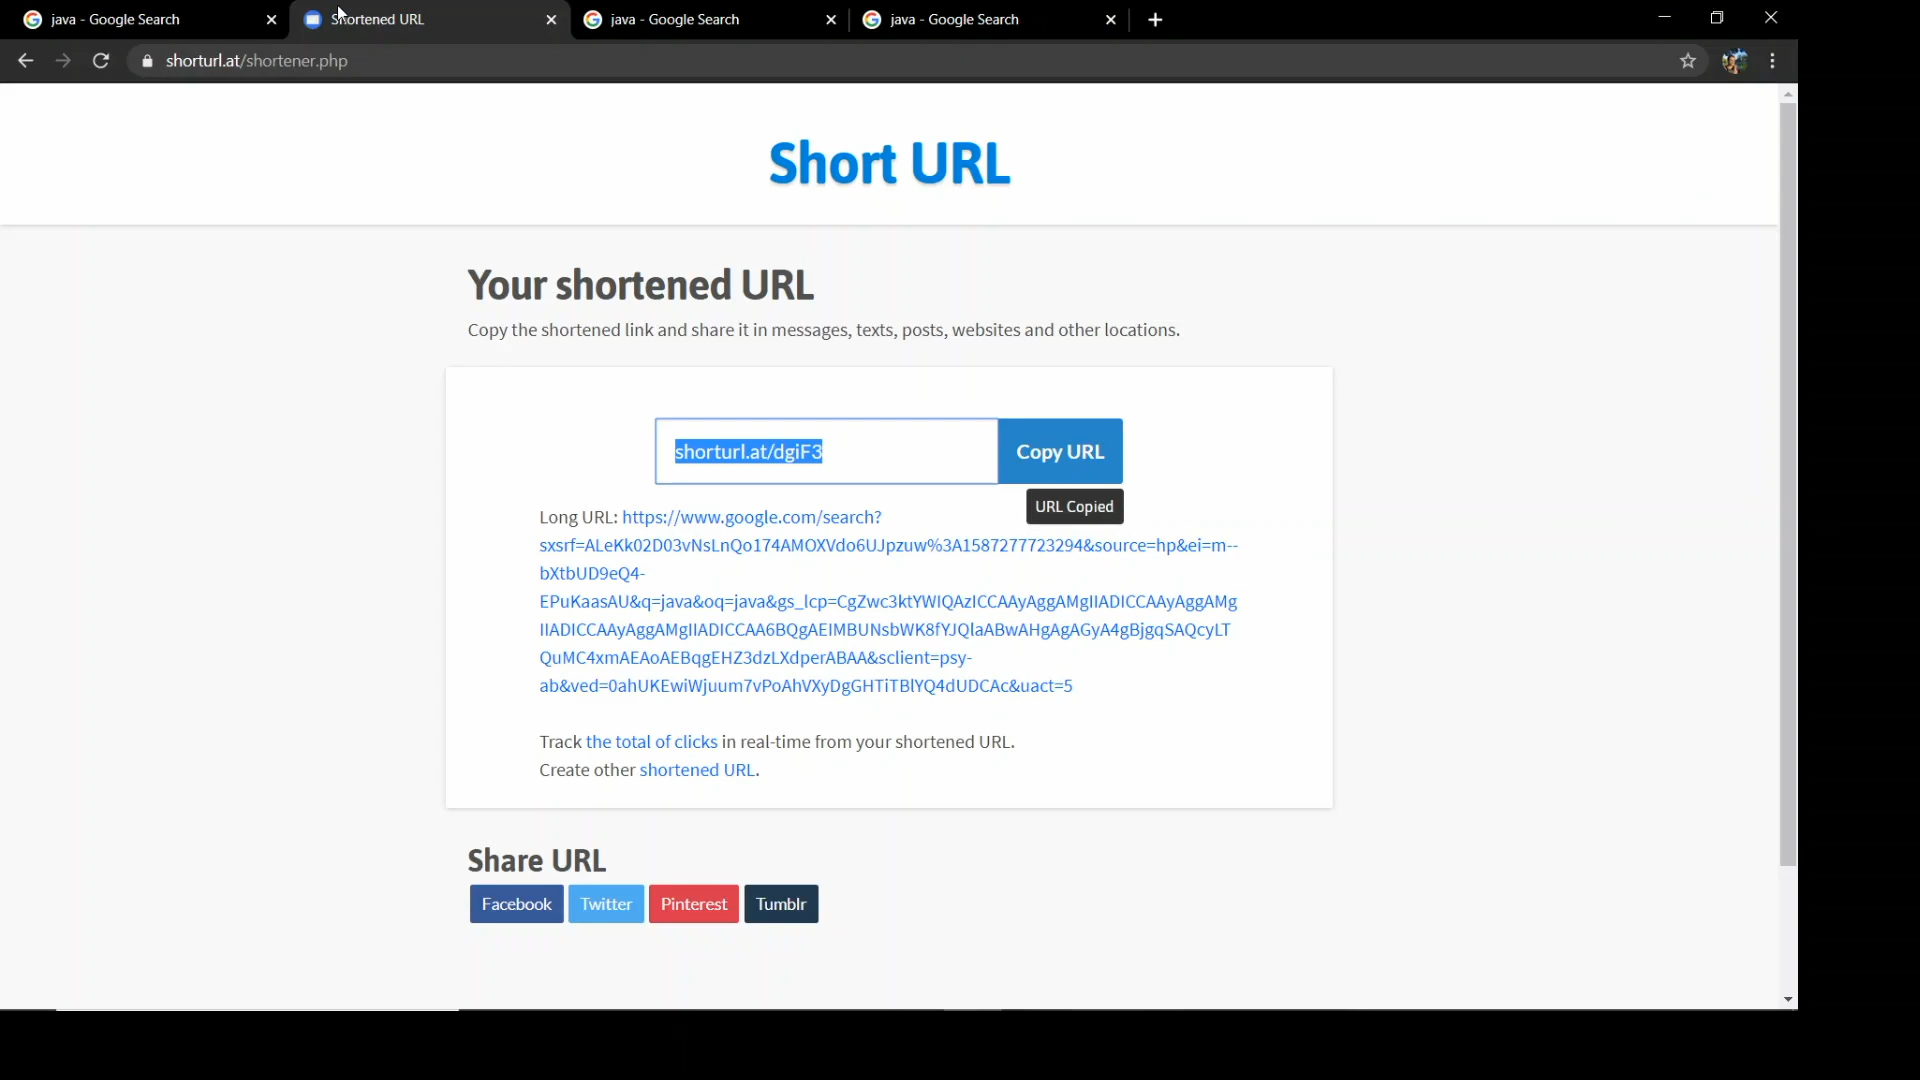 java - Google Search
Shortened URL
java - Google Search
java - Google Search
shorturl.at/shortener.php
Short URL
Your shortened URL
Copy the shortened link and share it in messages, texts, posts, websites and other locations.
shorturl.at/dgiF3
Copy URL
URL Copied
Long URL: https://www.google.com/search?
sxsrf=ALeKk02D03vNsLnQo174AMOXVdo6UJpzuw%3A1587277723294&source=hp&ei=m--
bXtbUD9eQ4-
EPuKaasAU&q=java&oq=java&gs_lcp=CgZwc3ktYWIQAzICCAAyAggAMgIIADICCAAyAggAMg
IIADICCAAyAggAMgIIADICCAA6BQgAEIMBUNsbWK8fYJQlaABwAHgAgAGyA4gBjgqSAQcyLT
QuMC4xmAEAoAEBqgEHZ3dzLXdperABAA&sclient=psy-
ab&ved=0ahUKEwiWjuum7vPoAhVXyDgGHTiTBlYQ4dUDCAc&uact=5
Track the total of clicks in real-time from your shortened URL.
Create other shortened URL.
Share URL
Facebook
Twitter
Pinterest
Tumblr